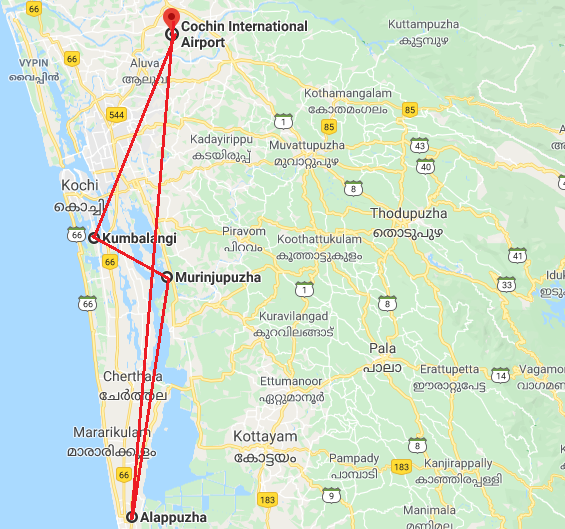 Kuttampuzha
കുട്ടമ്പുഴ
Cochin International
Airport
66
66
VYPIN
വൈപ്പിൻ
Aluva
ആലുവ
Kothamangalam
കോതമംഗലം
85
544
1
85
Kadayirippu
കടയിരുപ്പ്
Muvattupuzha
മുവാറ്റുപുഴ
43
40
Kochi
കൊച്ചി
8
Thodupuzha
തൊടുപുഴ
66
Kumbalangi
Piravom
പിറവം
Koothattukulam
കൂത്താട്ടുകുളം
66
41
Murinjupuzha
33
1
8
66
Kuravilangad
കുറവിലങ്ങാട്
Pala
പാലാ
Cherthala
ചേർത്തല
Ettumanoor
ഏറ്റുമാനൂർ
Erattupetta
ഈരാറ്റുപേട്ട
14
Mararikulam
മാരാരിക്കുളം
Kottayam
കോട്ടയം
8
66
Pampady
പാമ്പാടി
183
Kanjirappally
കാഞ്ഞിരപ്പള്ളി
183
9
Alappuzha
Manimala